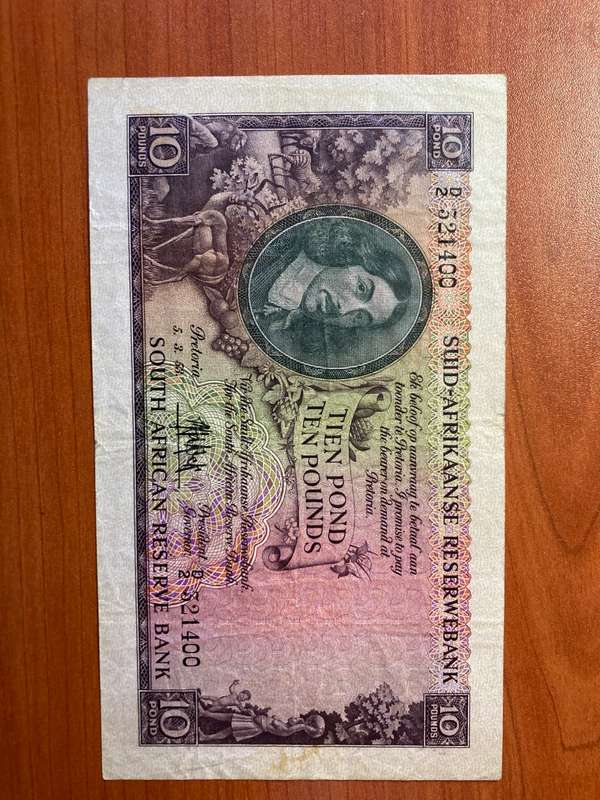 10
POND
SUID-AFRIKAANSE RESERWEBANK
10
POUNDS
D/2 321400
Ek beloof op aanvraag te betaal aan
toonder te Pretoria. I promise to pay
the bearer on demand at
Pretoria.
TIEN POND
TEN POUNDS
Vir die Suid-Afrikaanse Reserwebank.
For the South African Reserve Bank.
Pretoria
President
Governor
D/2 321400
10
POUNDS
SOUTH AFRICAN RESERVE BANK
10
POND